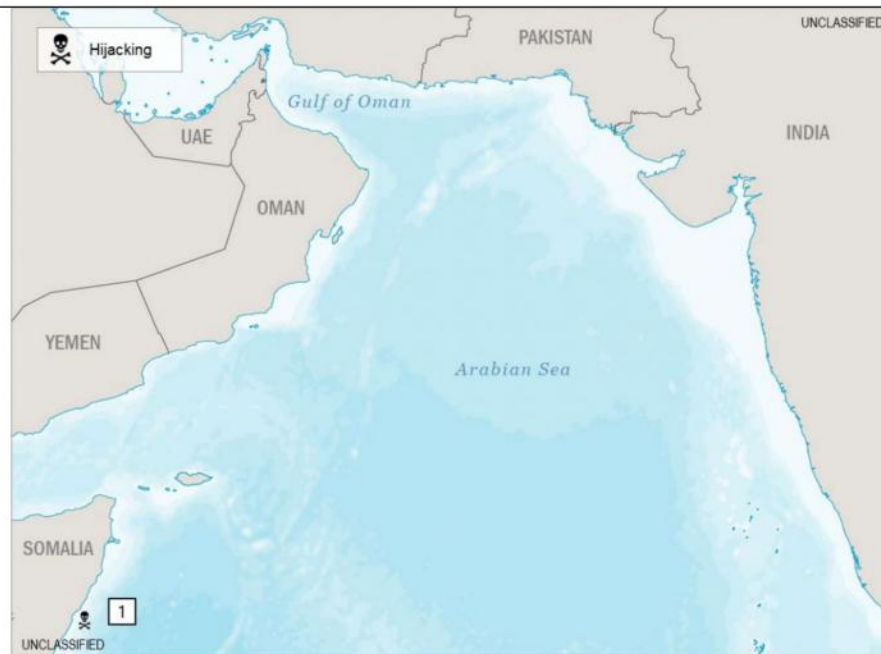 UNCLASSIFIED
Hijacking
PAKISTAN
Gulf of Oman
UAE
INDIA
OMAN
YEMEN
Arabian Sea
SOMALIA
1
UNCLASSIFIED